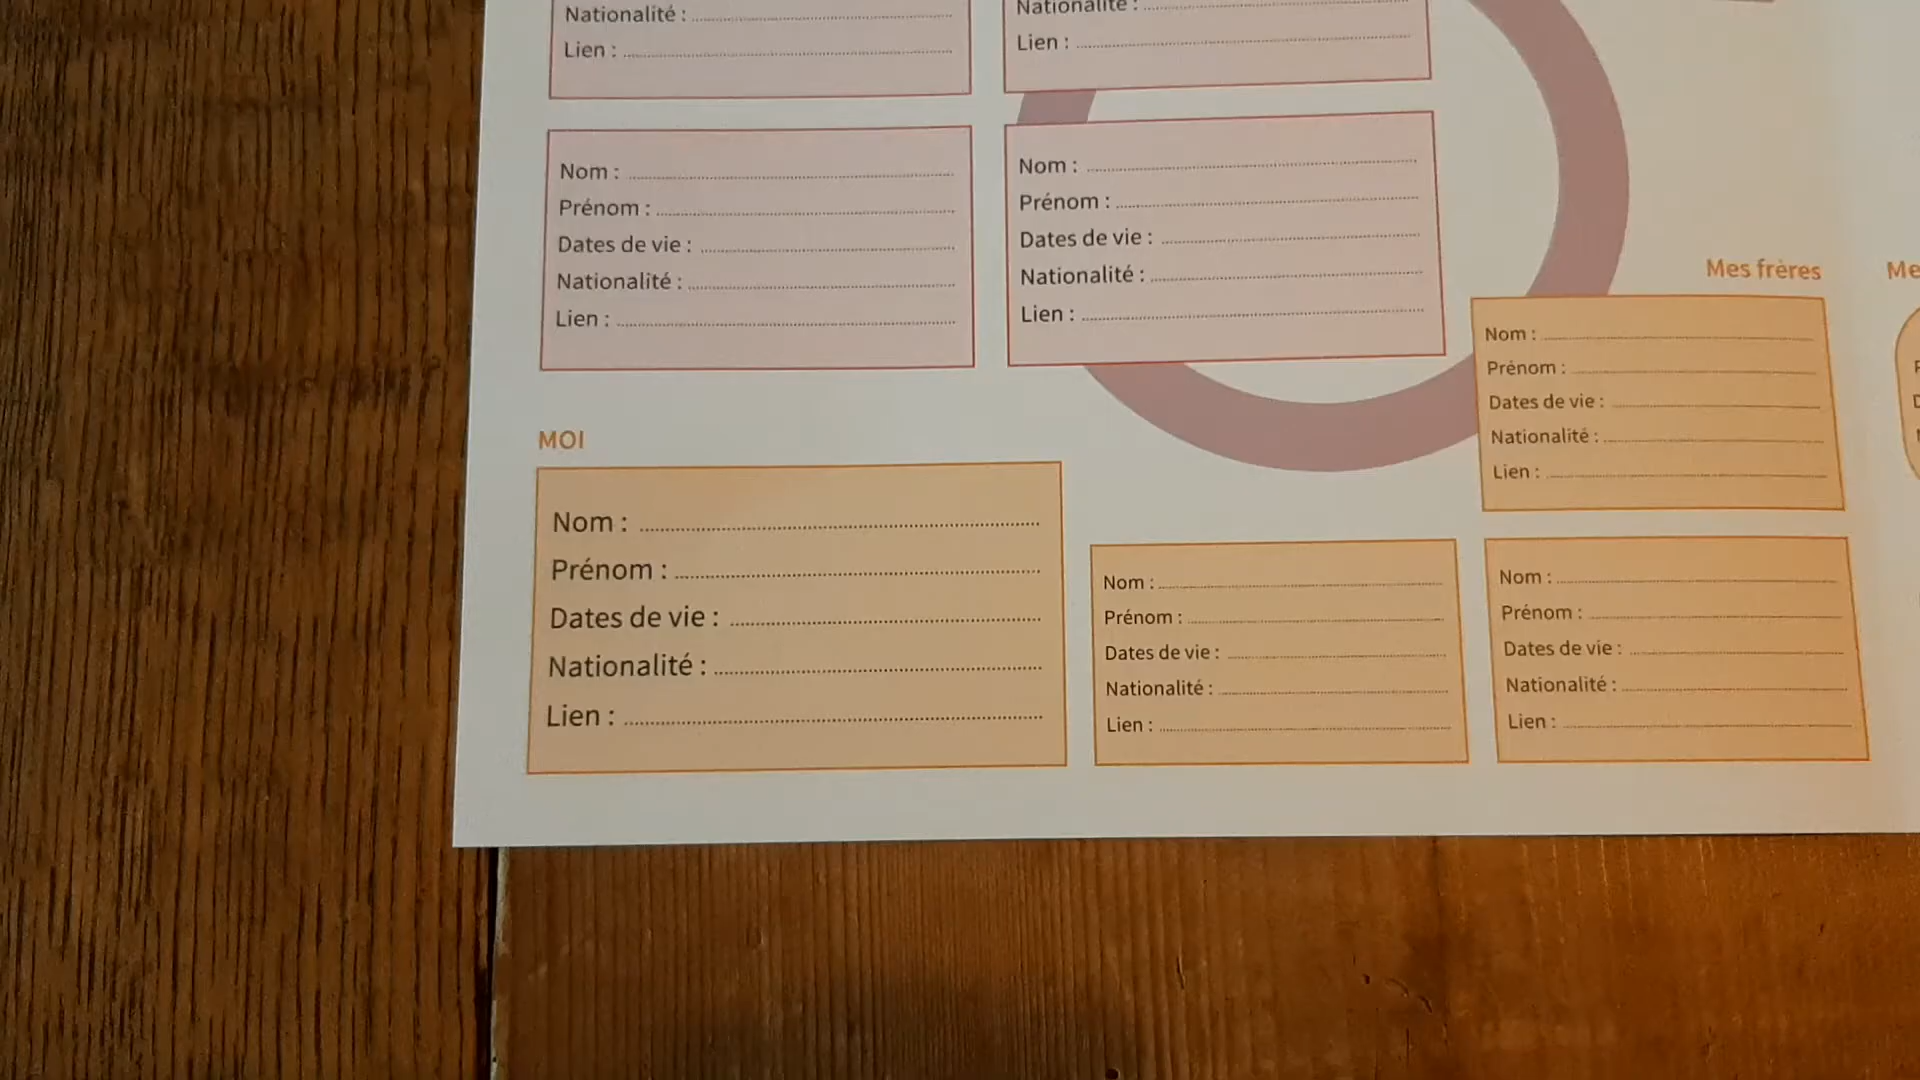 Nationalité :
Lien :
Nationalité :
Lien :
Nom :
Prénom :
Dates de vie :
Nationalité :
Lien :
Nom :
Prénom :
Dates de vie :
Nationalité :
Lien :
Mes frères
Nom :
Prénom :
Dates de vie :
Nationalité :
Lien :
MOI
Nom :
Prénom :
Dates de vie :
Nationalité :
Lien :
Nom :
Prénom :
Dates de vie :
Nationalité :
Lien :
Nom :
Prénom :
Dates de vie :
Nationalité :
Lien :